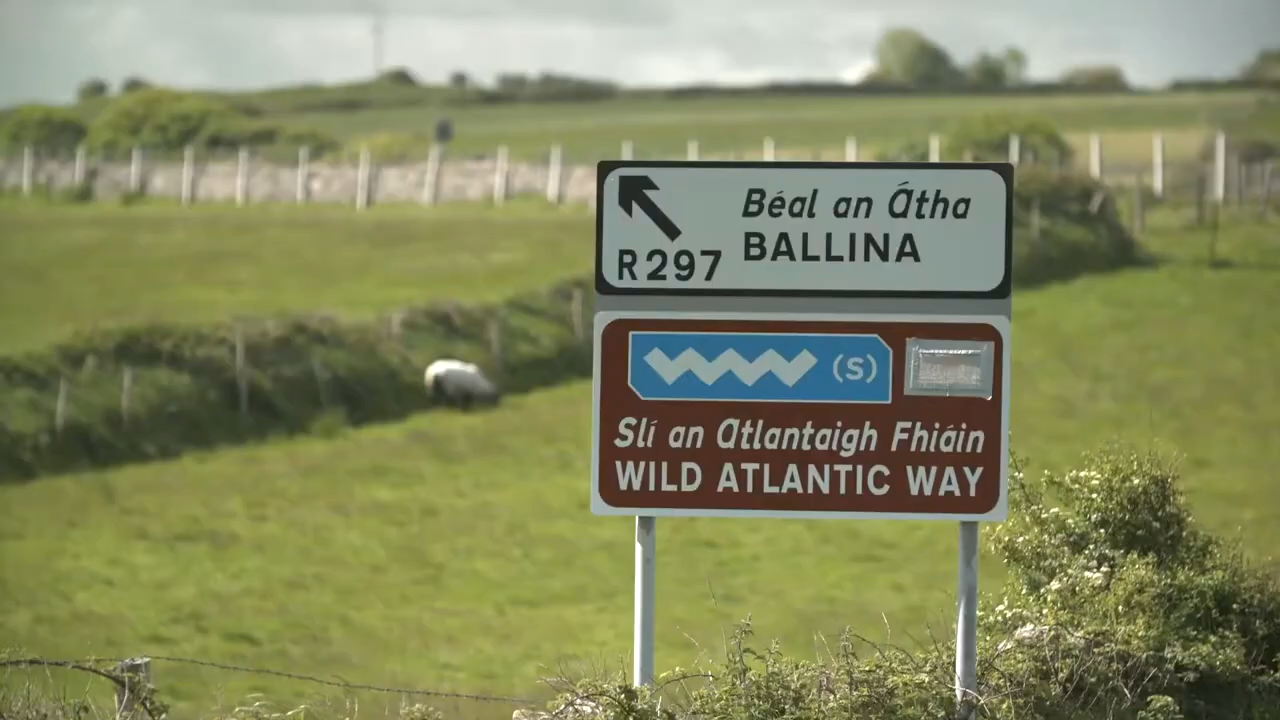 Béal an Átha
BALLINA
R297
(S)
Slí an Atlantaigh Fhiáin
WILD ATLANTIC WAY